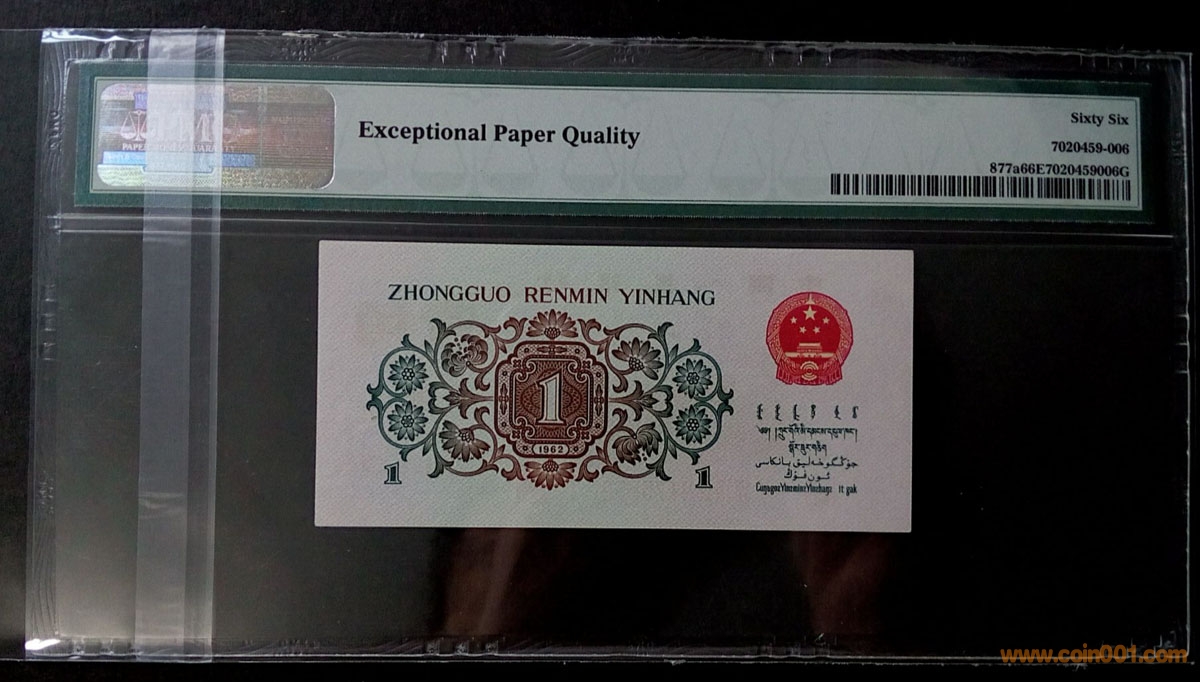 Exceptional Paper Quality
Sixty Six
7020459-006
877a66E7020459006G
ZHONGGUO RENMIN YINHANG
1
1962
1
1
www.coin001.com